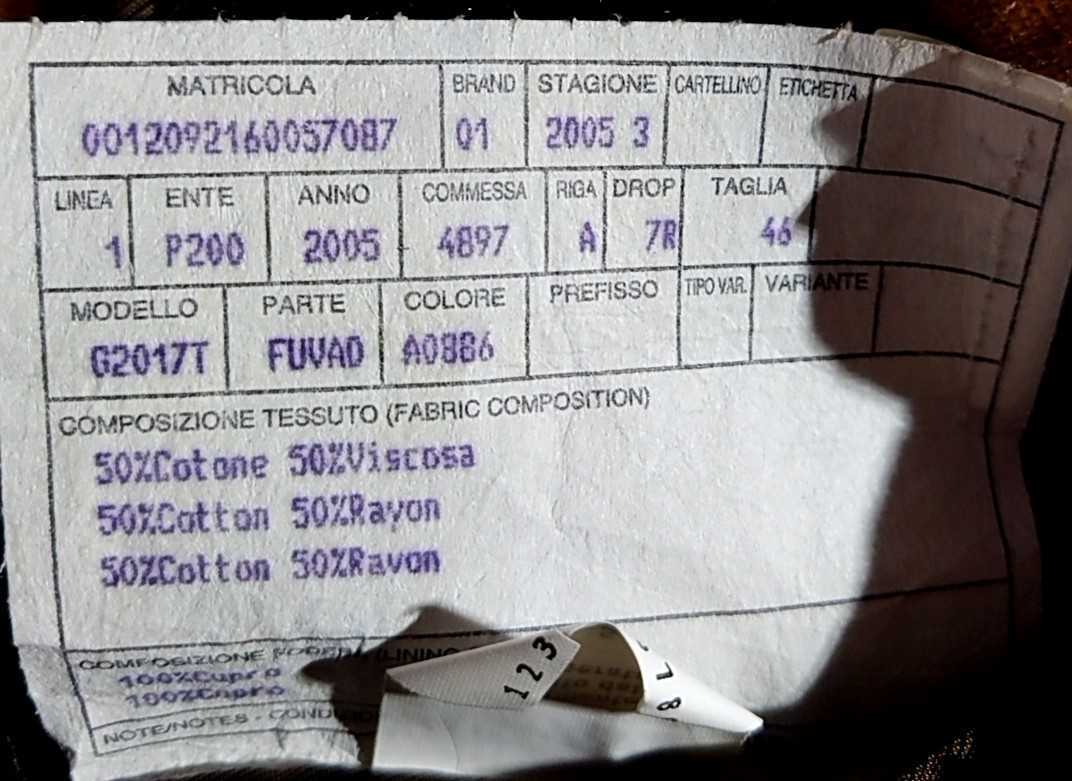 MATRICOLA BRAND STAGIONE CARTELLINO ETICHETTA
0012092160057087 01 2005 3
LINEA ENTE ANNO COMMESSA RIGA DROP TAGLIA
1 P200 2005 4897 A 7R 46
MODELLO PARTE COLORE PREFISSO TIPO VAR. VARIANTE
G2017T FUVAD A0886
COMPOSIZIONE TESSUTO (FABRIC COMPOSITION)
50%Cotone 50%Viscosa
50%Cotton 50%Rayon
50%Cotton 50%Rayon
COMPOSIZIONE FODERA (LINING
100%Cupro
100%Cupro
NOTE/NOTES -
123